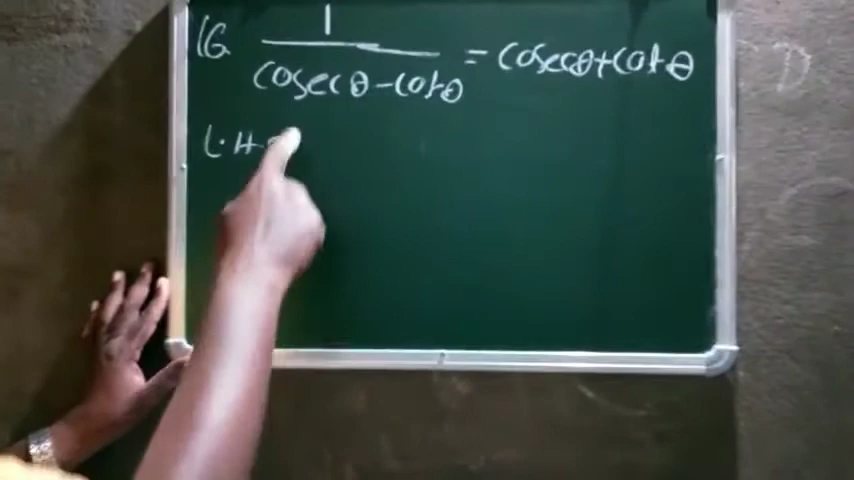 16 1 / cosecθ - cotθ = cosecθ + cotθ
L.H